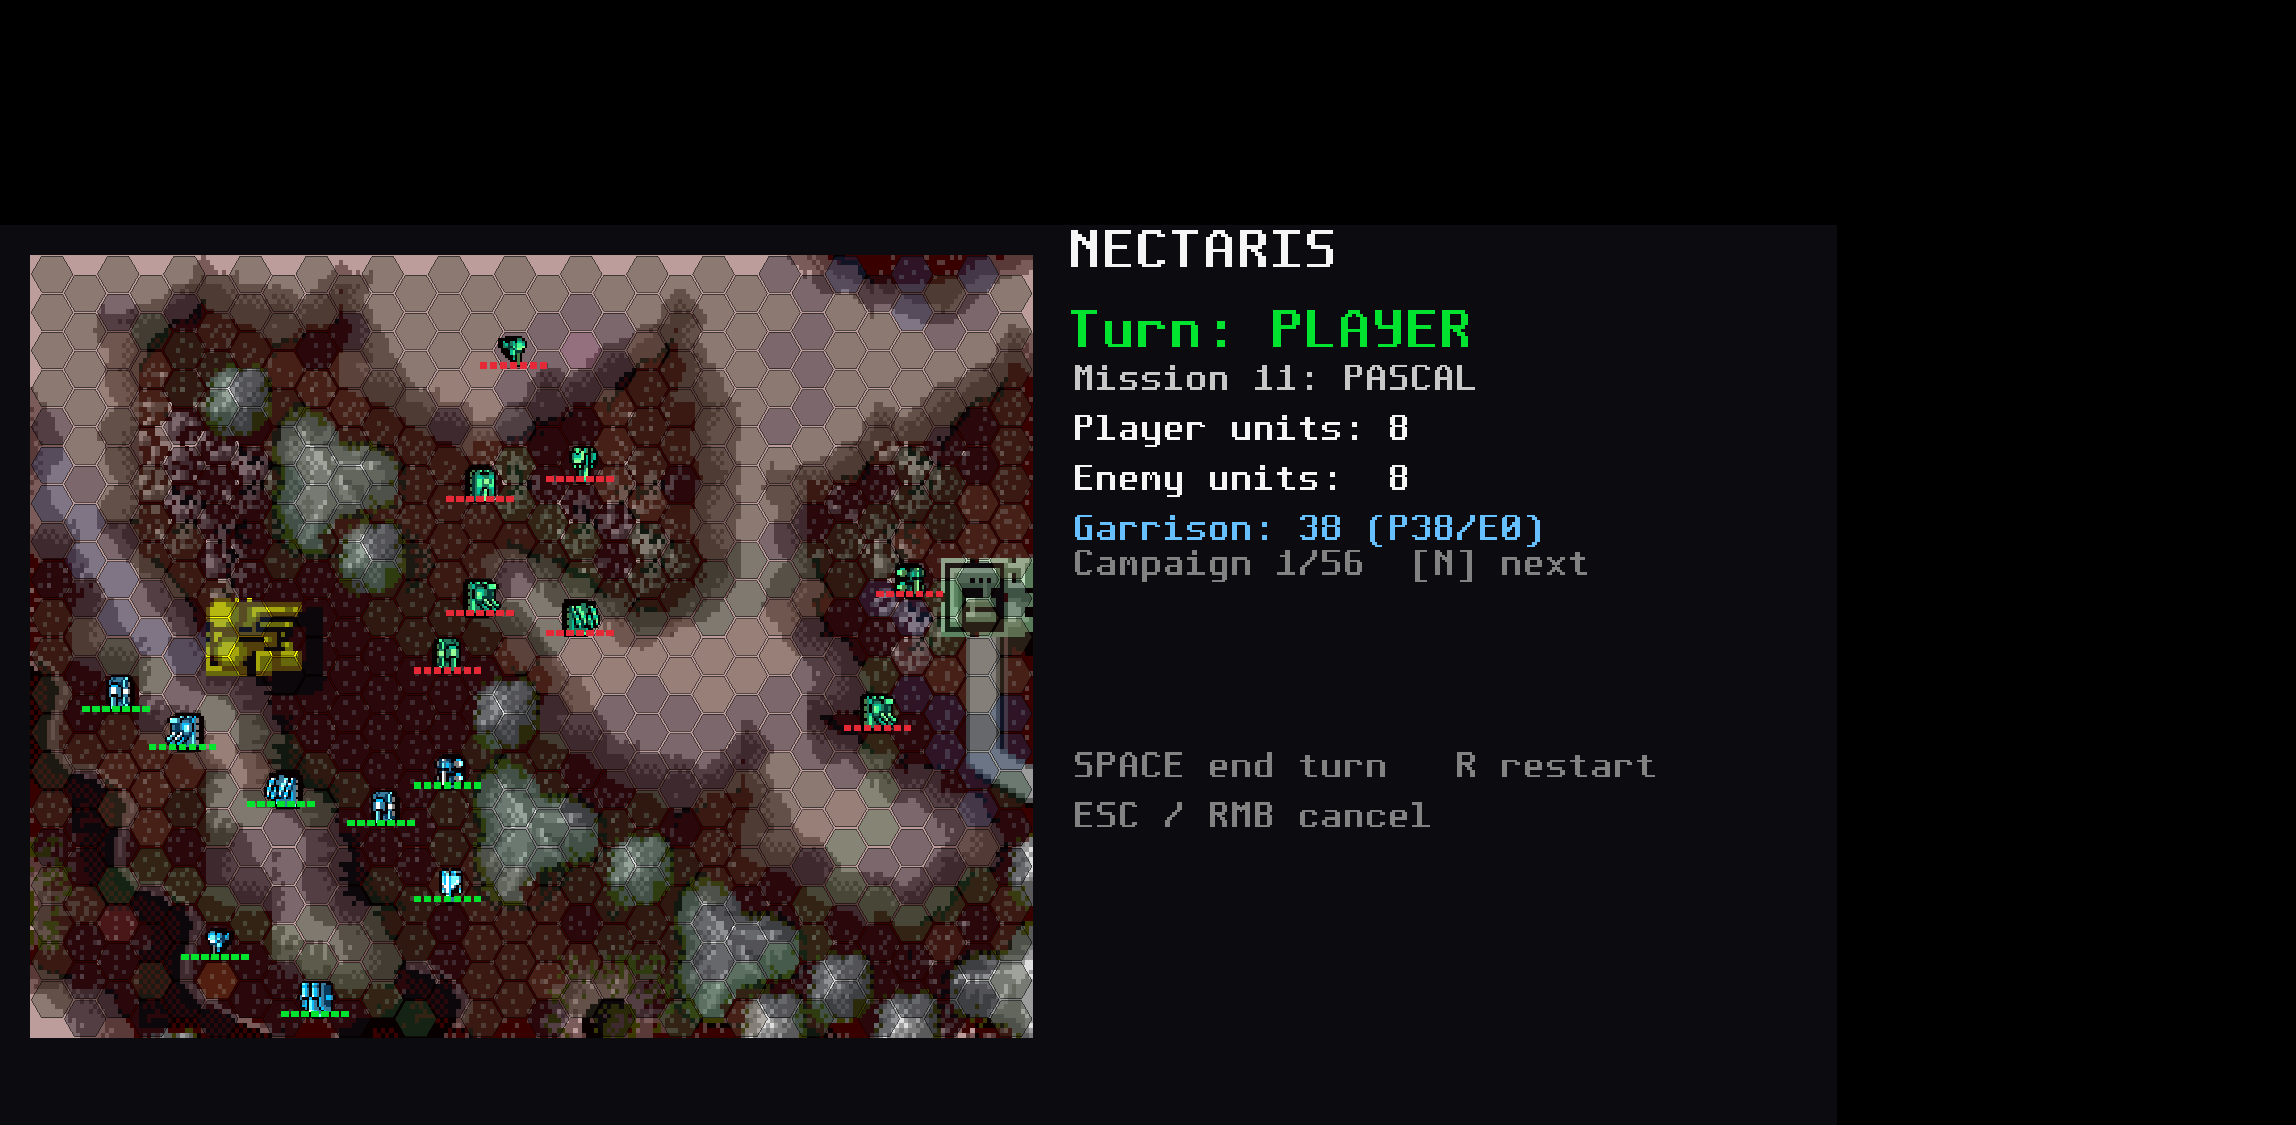 NECTARIS
Turn: PLAYER
Mission 11: PASCAL
Player units: 8
Enemy units:  8
Garrison: 38 (P38/E0)
Campaign 1/56  [N] next
SPACE end turn   R restart
ESC / RMB cancel